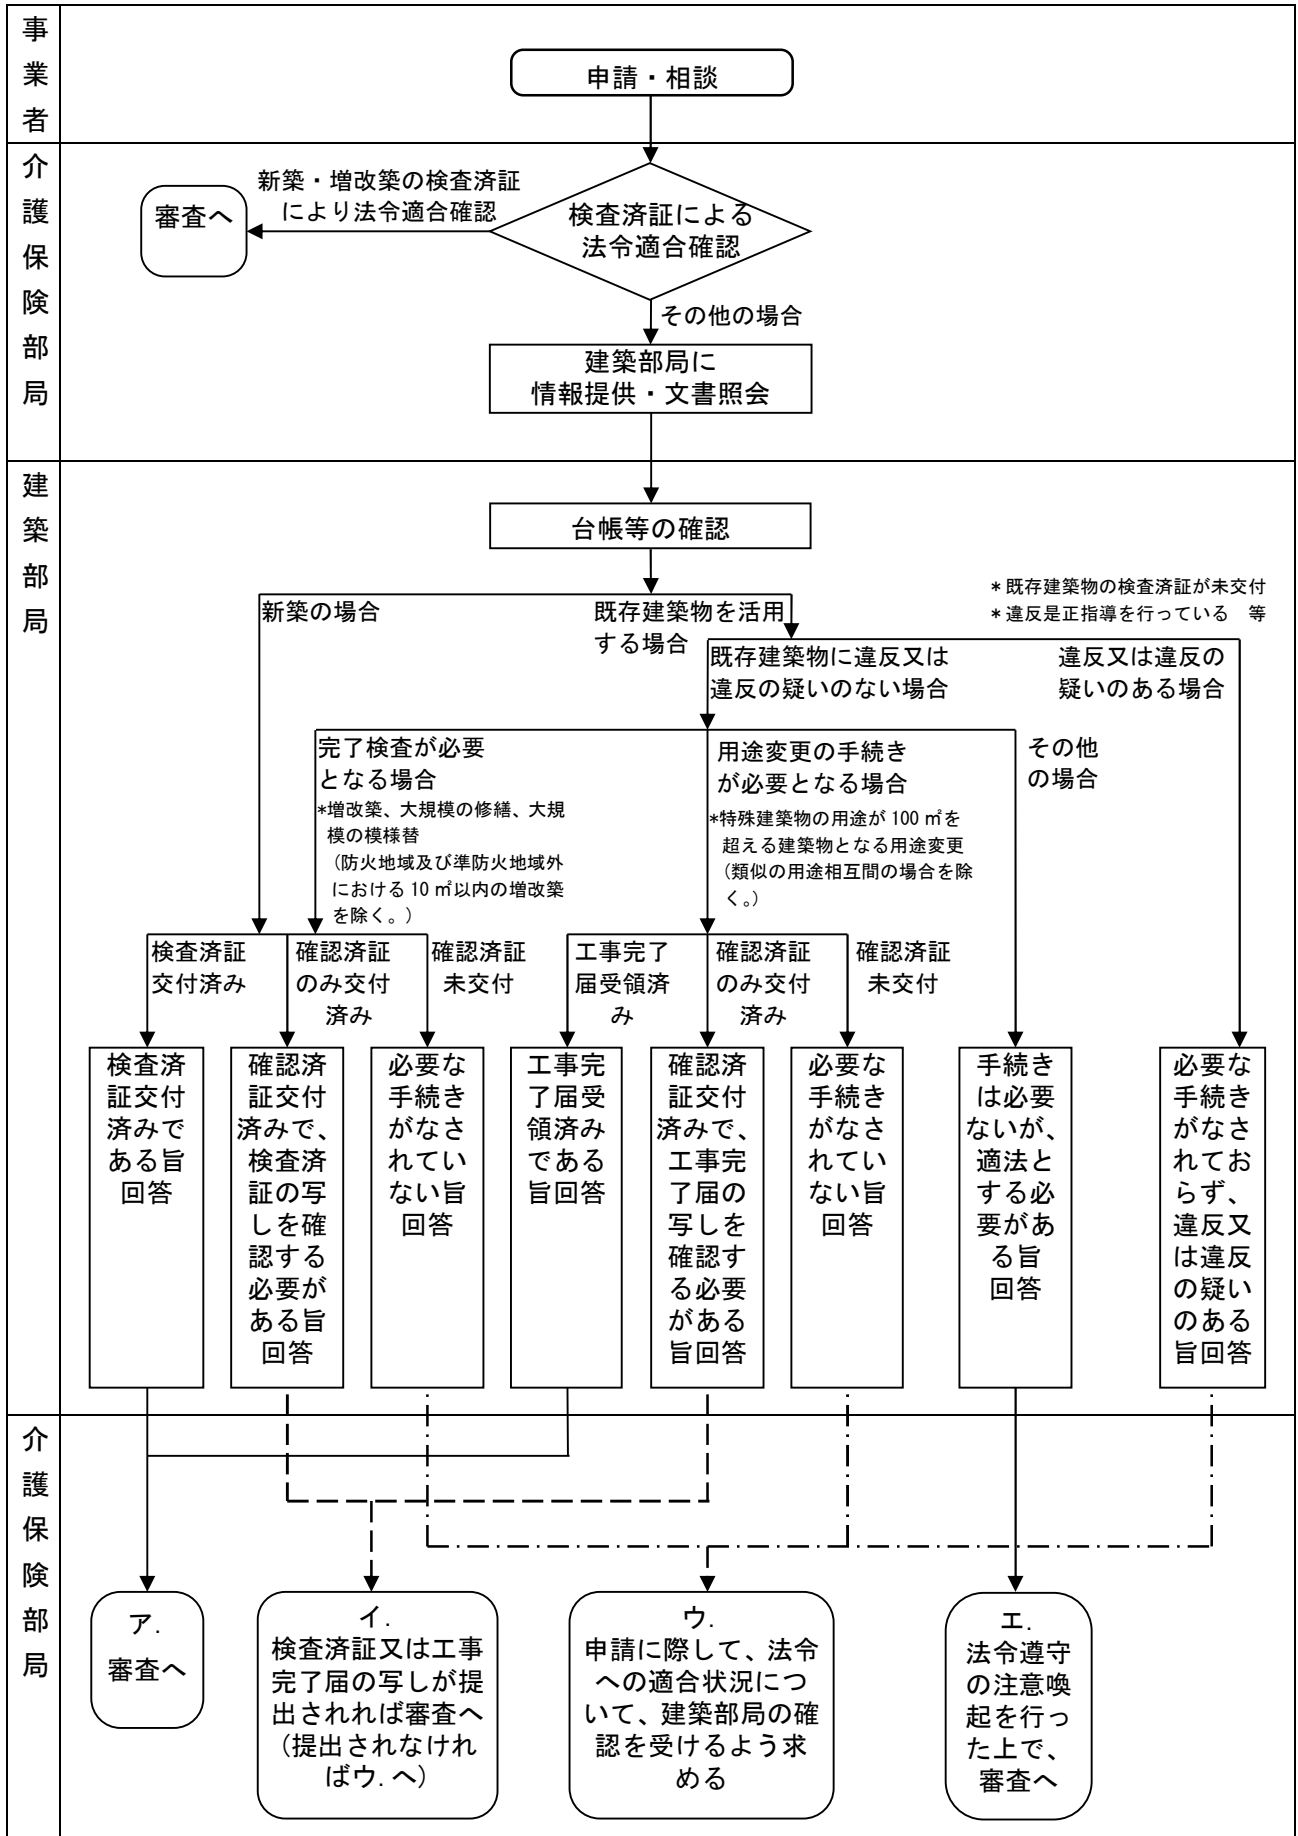 事業者
申請・相談
介護保険部局
新築・増改築の検査済証
により法令適合確認
審査へ
検査済証による
法令適合確認
その他の場合
建築部局に
情報提供・文書照会
建築部局
台帳等の確認
*既存建築物の検査済証が未交付
*違反是正指導を行っている　等
新築の場合
既存建築物を活用
する場合
既存建築物に違反又は
違反の疑いのない場合
違反又は違反の
疑いのある場合
完了検査が必要
となる場合
*増改築、大規模の修繕、大規
模の模様替
(防火地域及び準防火地域外
における10㎡以内の増改築
を除く。)
用途変更の手続き
が必要となる場合
*特殊建築物の用途が100㎡を
超える建築物となる用途変更
(類似の用途相互間の場合を除
く。)
その他
の場合
検査済証
交付済み
確認済証
のみ交付
済み
確認済証
未交付
工事完了
届受領済
み
確認済証
のみ交付
済み
確認済証
未交付
検査済
証交付
済みで
ある旨
回答
確認済
証交付
済みで、
検査済
証の写
しを確
認する
必要が
ある旨
回答
必要な
手続き
がなさ
れてい
ない旨
回答
工事完
了届受
領済み
である
旨回答
確認済
証交付
済みで、
工事完
了届の
写しを
確認す
る必要
がある
旨回答
必要な
手続き
がなさ
れてい
ない旨
回答
手続き
は必要
ないが、
適法と
する必
要があ
る旨
回答
必要な
手続き
がなさ
れてお
らず、
違反又
は違反
の疑い
のある
旨回答
介護保険部局
ア.
審査へ
イ.
検査済証又は工事
完了届の写しが提
出されれば審査へ
(提出されなけれ
ばウ.へ)
ウ.
申請に際して、法令
への適合状況につ
いて、建築部局の確
認を受けるよう求
める
エ.
法令遵守
の注意喚
起を行っ
た上で、
審査へ